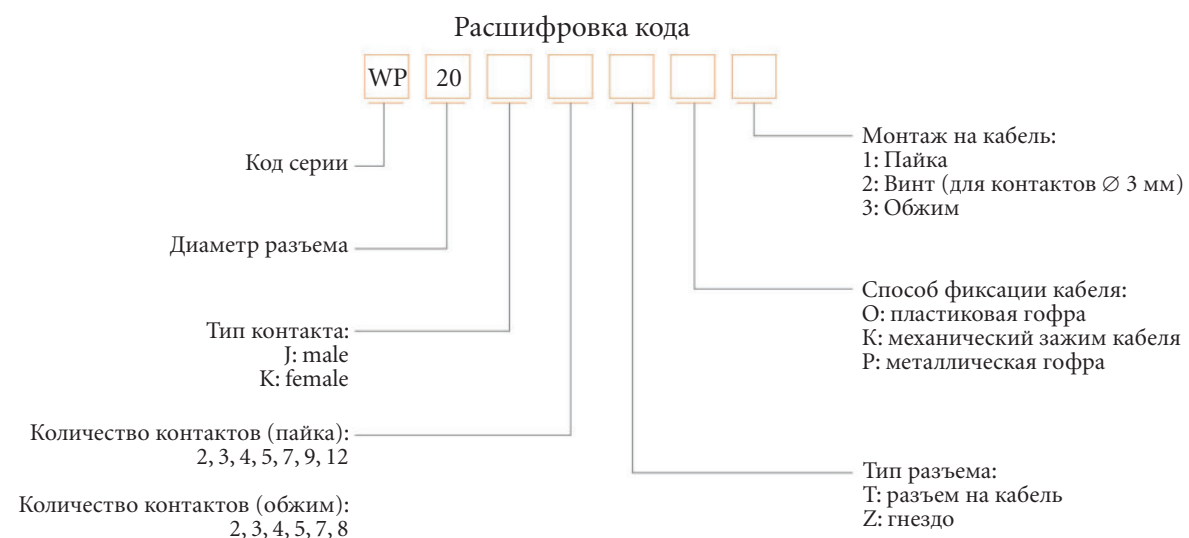 Расшифровка кода
WP 20
Код серии
Диаметр разъема
Тип контакта:
J: male
K: female
Количество контактов (пайка):
2, 3, 4, 5, 7, 9, 12
Количество контактов (обжим):
2, 3, 4, 5, 7, 8
Монтаж на кабель:
1: Пайка
2: Винт (для контактов ∅ 3 мм)
3: Обжим
Способ фиксации кабеля:
О: пластиковая гофра
К: механический зажим кабеля
Р: металлическая гофра
Тип разъема:
Т: разъем на кабель
Z: гнездо